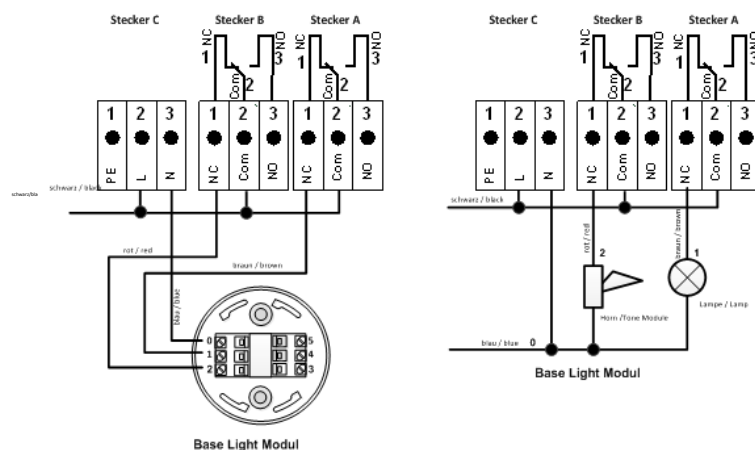 Stecker C Stecker B Stecker A
NC NO NC NO
1 3 1 3
Com 2 Com 2
1 2 3 1 2 3 1 2 3
PE L N NC Com NO NC Com NO
schwarz / black
schwarz/bla
rot / red
braun / brown
blau / blue
0 5
1 4
2 3
Base Light Modul
Stecker C Stecker B Stecker A
NC NO NC NO
1 3 1 3
Com 2 Com 2
1 2 3 1 2 3 1 2 3
PE L N NC Com NO NC Com NO
schwarz / black
rot / red
braun / brown
2 1
Lampe / Lamp
Horn /Tone Module
blau / blue 0
Base Light Modul